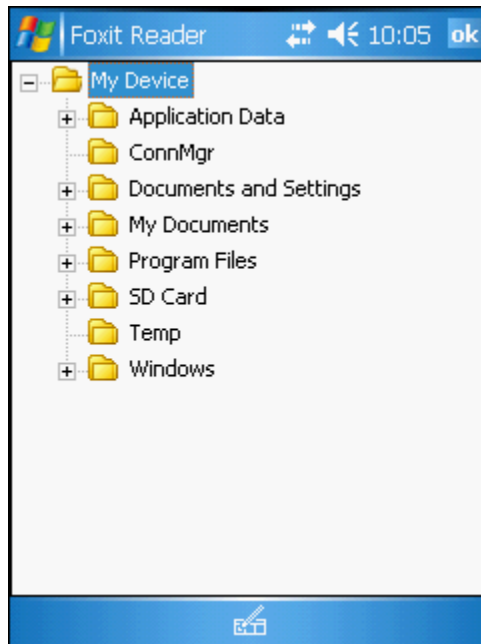 Foxit Reader 10:05 ok
My Device
Application Data
ConnMgr
Documents and Settings
My Documents
Program Files
SD Card
Temp
Windows